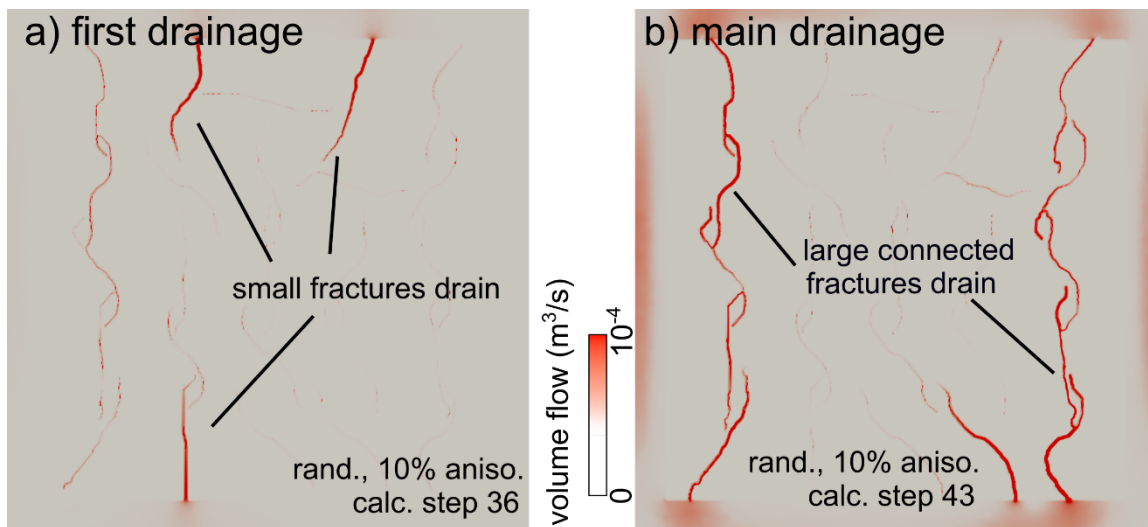 a) first drainage
small fractures drain
rand., 10% aniso.
calc. step 36
volume flow (m³/s)
10⁻⁴
0
b) main drainage
large connected
fractures drain
rand., 10% aniso.
calc. step 43